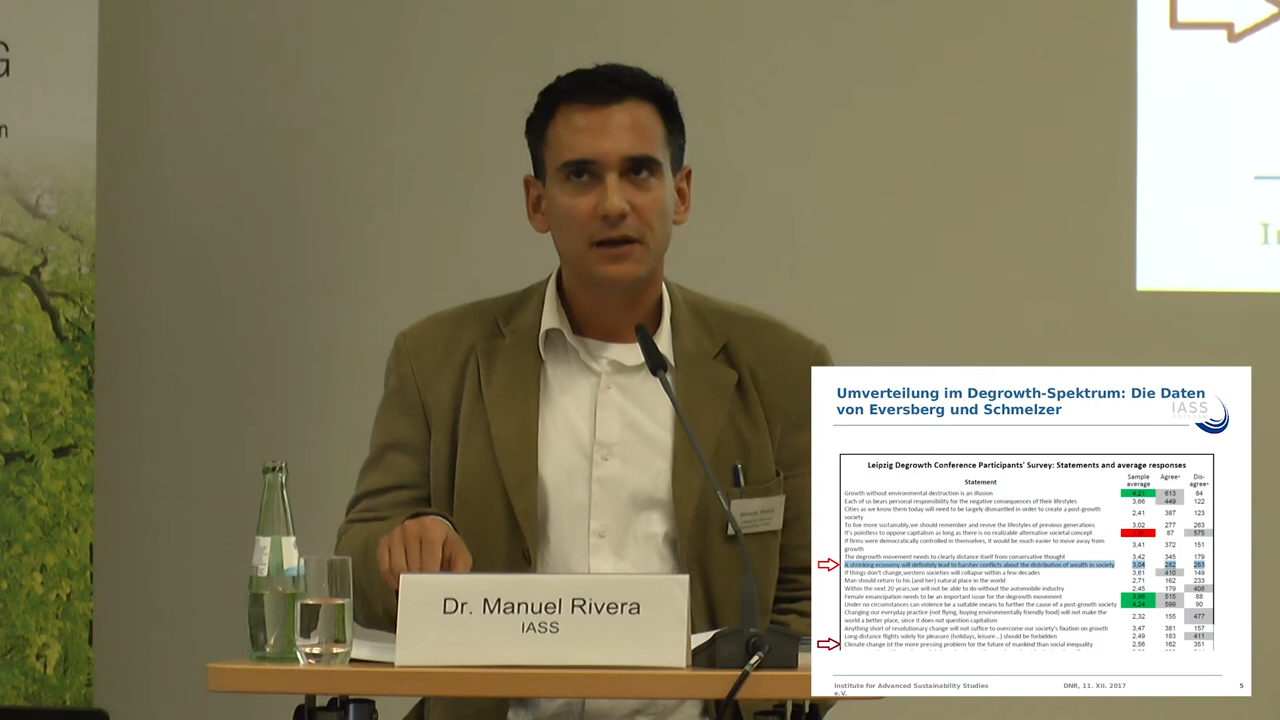 G
n
In
Dr. Manuel Rivera
IASS
Umverteilung im Degrowth-Spektrum: Die Daten
von Eversberg und Schmelzer
IASS
POTSDAM
Leipzig Degrowth Conference Participants' Survey: Statements and average responses
Statement Sample average Agree* Dis-agree*
Growth without environmental destruction is an illusion 4,21 613 84
Each of us bears personal responsibility for the negative consequences of their lifestyles 3,66 449 122
Cities as we know them today will need to be largely dismantled in order to create a post-growth
society 2,41 387 123
To live more sustainably,we should remember and revive the lifestyles of previous generations 3,02 277 263
It's pointless to oppose capitalism as long as there is no realizable alternative societal concept 87 575
If firms were democratically controlled in themselves, it would be much easier to move away from
growth 3,41 372 151
The degrowth movement needs to clearly distance itself from conservative thought 3,42 345 179
A shrinking economy will definitely lead to harsher conflicts about the distribution of wealth in society 3,04 282 263
If things don't change,western societies will collapse within a few decades 3,61 410 149
Man should return to his (and her) natural place in the world 2,71 162 233
Within the next 20 years,we will not be able to do without the automobile industry 2,45 179 408
Female emancipation needs to be an important issue for the degrowth movement 3,96 515 88
Under no circumstances can violence be a suitable means to further the cause of a post-growth society 4,24 599 90
Changing our everyday practice (not flying, buying environmentally friendly food) will not make the
world a better place, since it does not question capitalism 2,32 155 477
Anything short of revolutionary change will not suffice to overcome our society's fixation on growth 3,47 381 157
Long-distance flights solely for pleasure (holidays, leisure...) should be forbidden 2,49 183 411
Climate change ist the more pressing problem for the future of mankind than social inequality 2,56 162 351
Institute for Advanced Sustainability Studies
e.V.
DNR, 11. XII. 2017
5